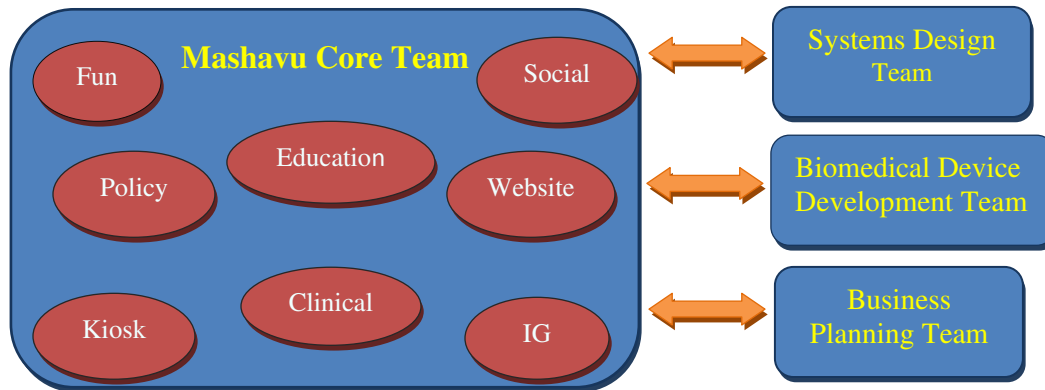 Mashavu Core Team
Fun
Social
Education
Policy
Website
Clinical
Kiosk
IG
Systems Design
Team
Biomedical Device
Development Team
Business
Planning Team